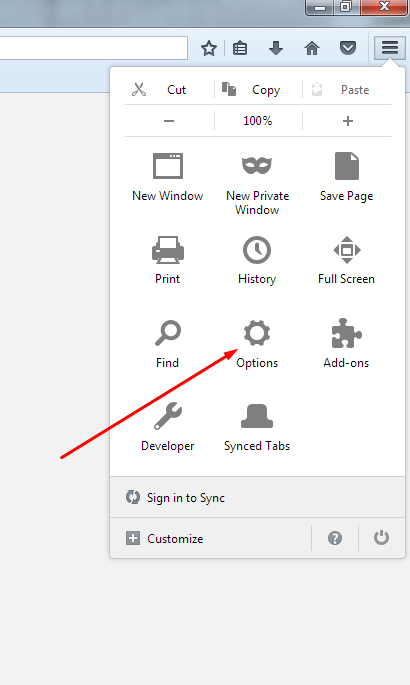 Cut Copy Paste
100%
New Window New Private Window Save Page
Print History Full Screen
Find Options Add-ons
Developer Synced Tabs
Sign in to Sync
Customize